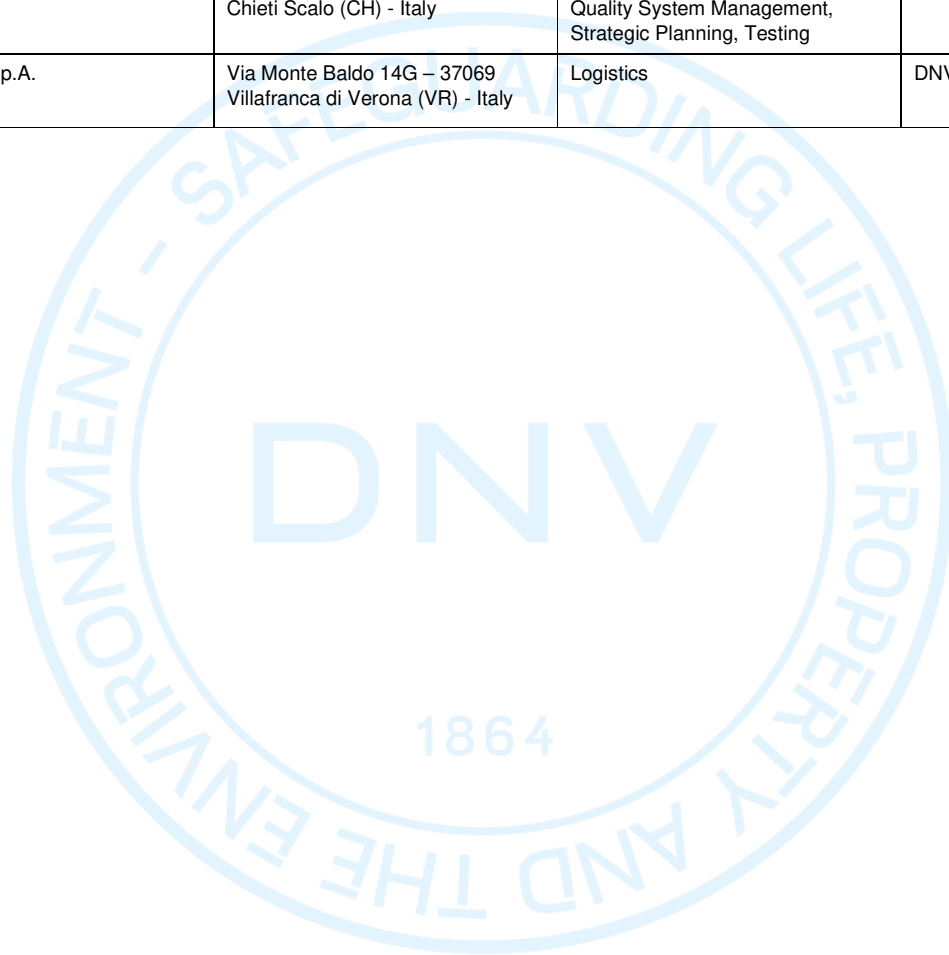 Chieti Scalo (CH) - Italy
Quality System Management,
Strategic Planning, Testing
p.A.
Via Monte Baldo 14G – 37069
Villafranca di Verona (VR) - Italy
Logistics
DNV
SAFEGUARDING LIFE, PROPERTY AND THE ENVIRONMENT -
DNV
1864